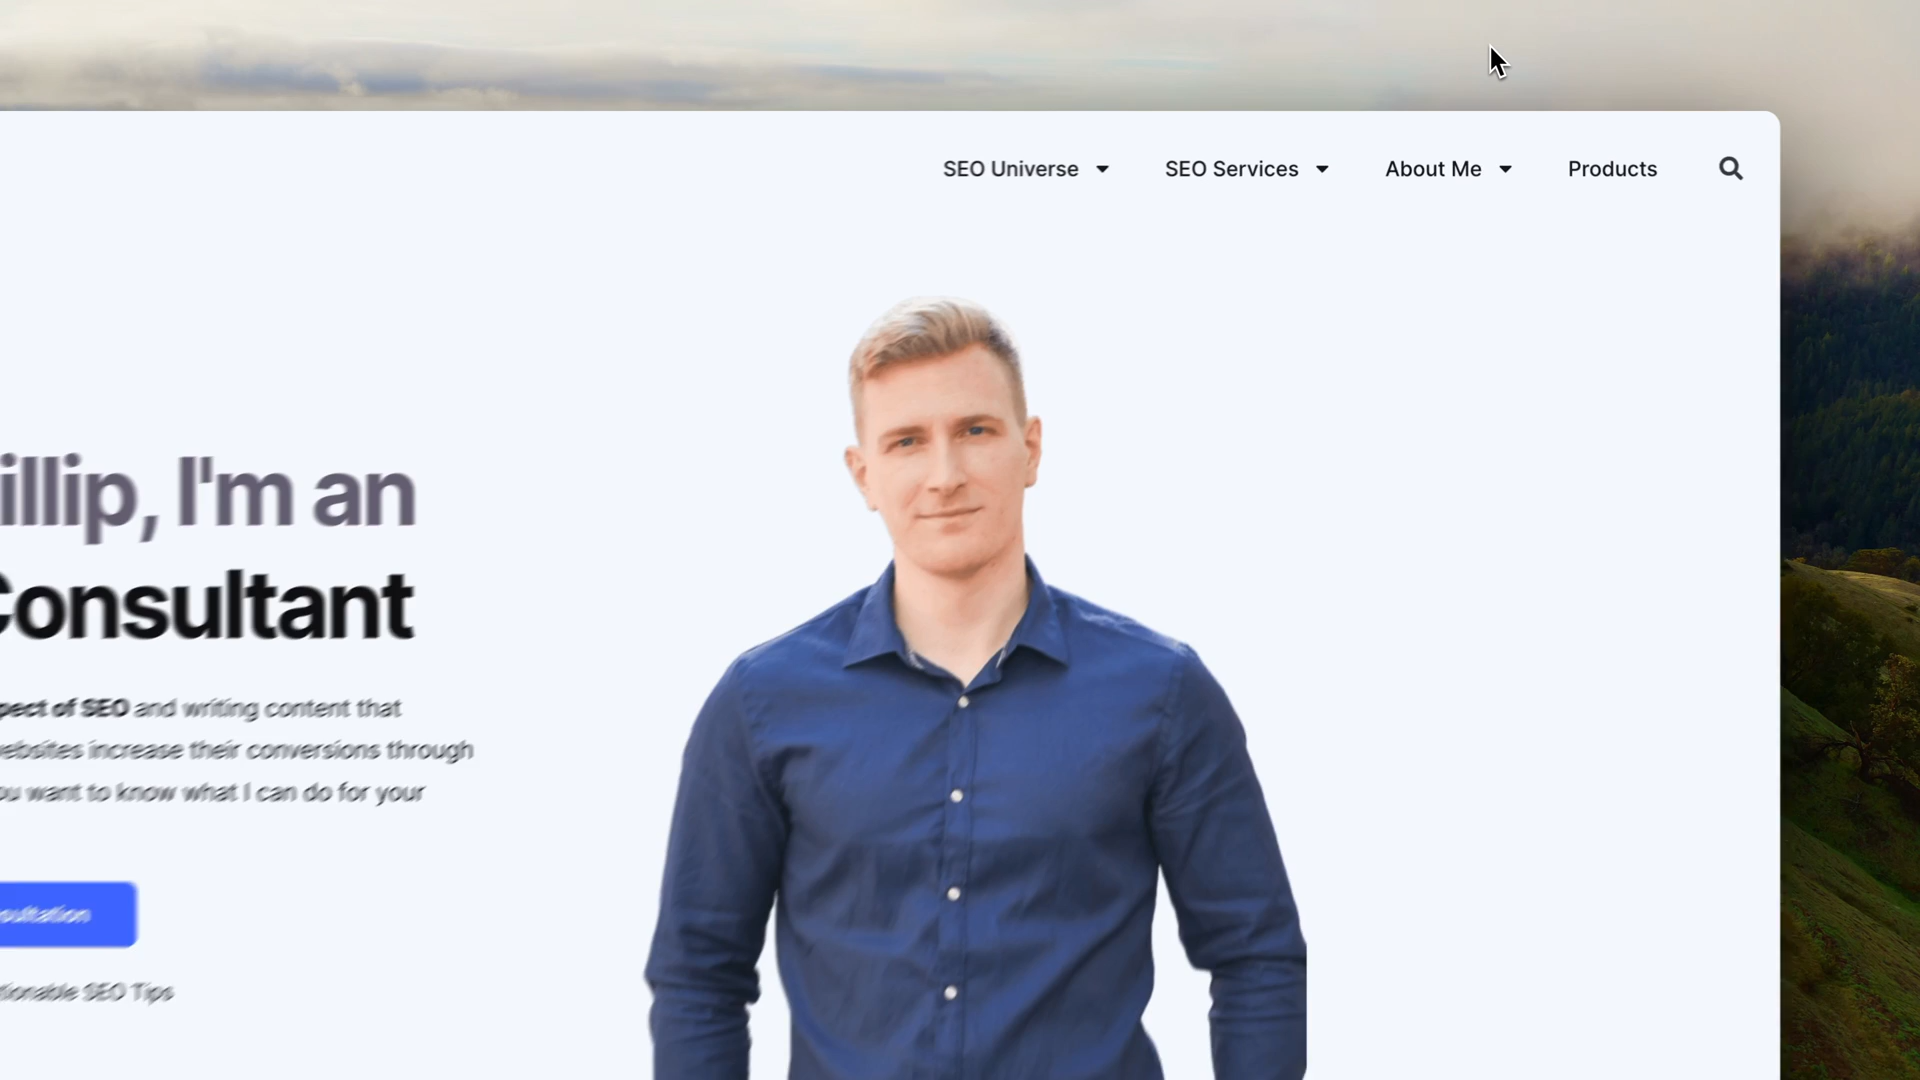 SEO Universe
SEO Services
About Me
Products
illip, I'm an
Consultant
pect of SEO and writing content that
ebsites increase their conversions through
ou want to know what I can do for your
sultation
tionable SEO Tips